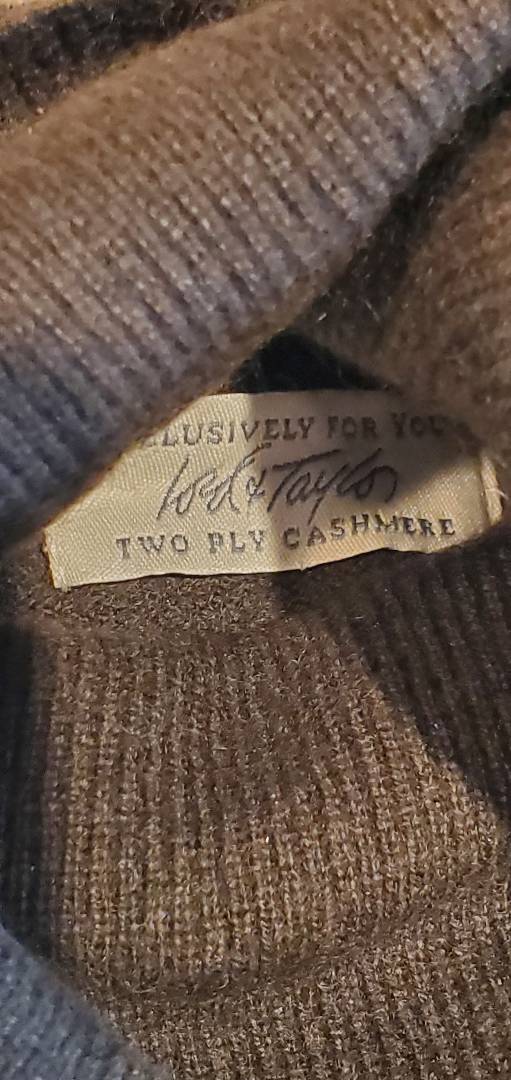 CLUSIVELY FOR YOU
Lord & Taylor
TWO PLY CASHMERE